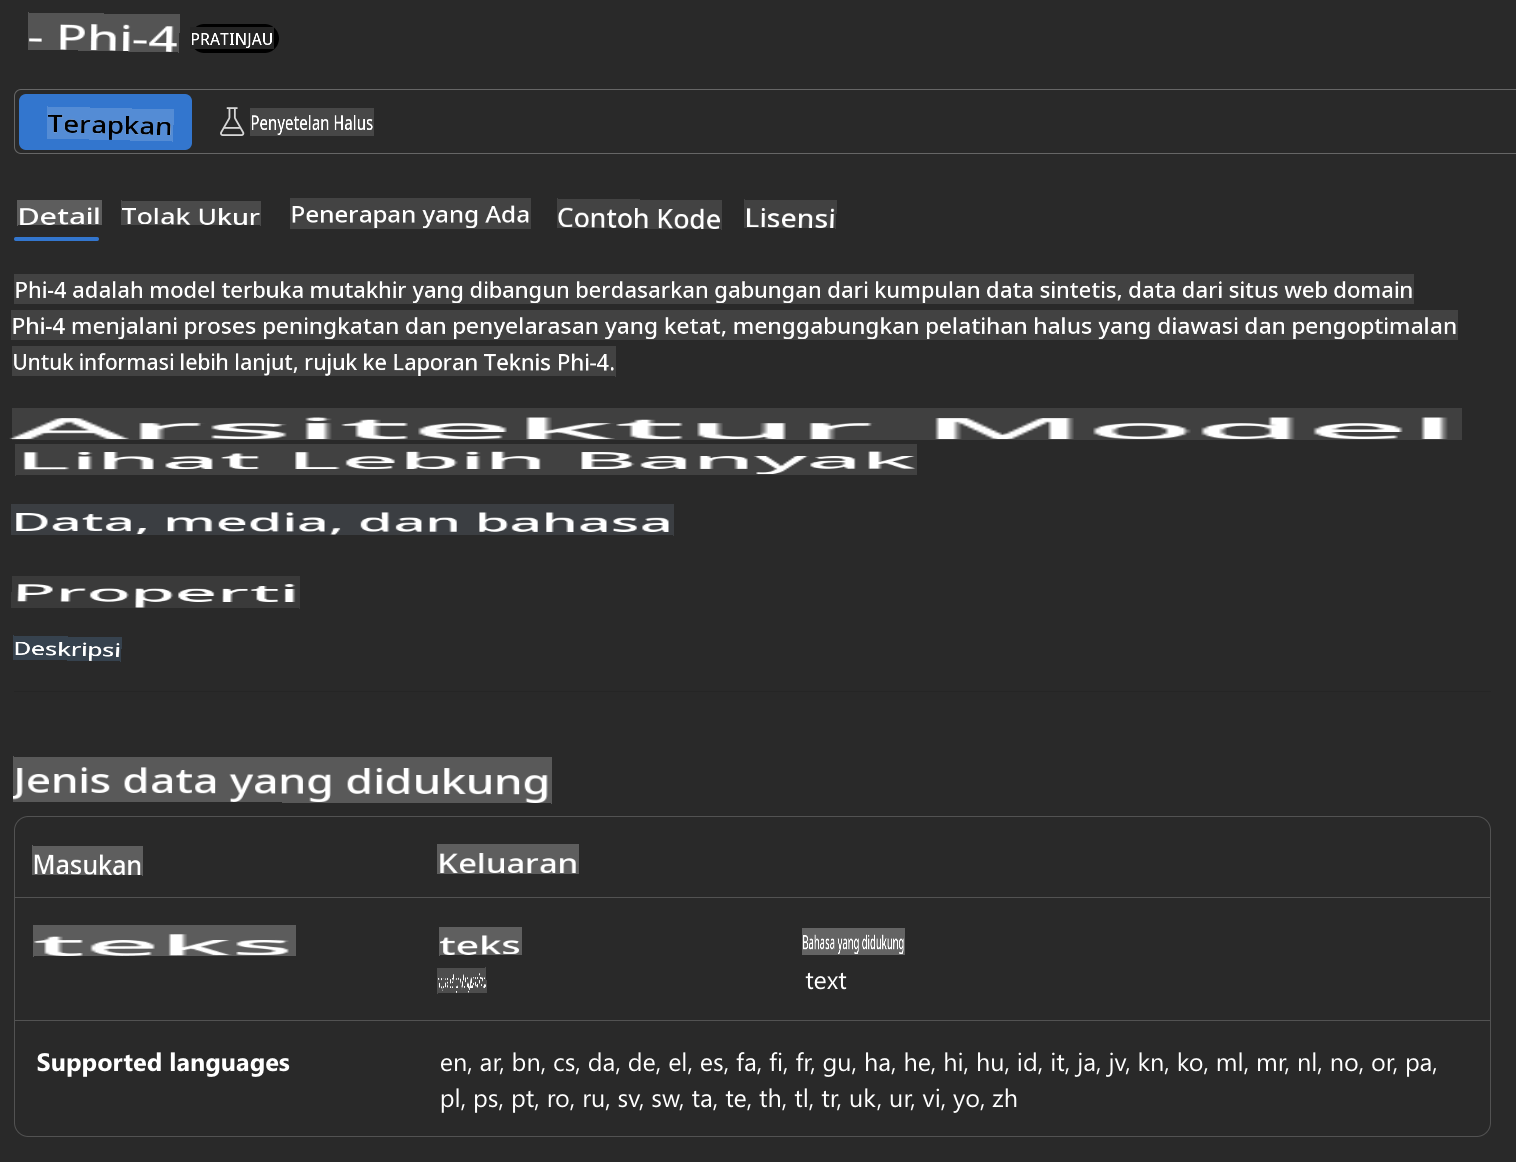 - Phi-4 PRATINJAU
Terapkan Penyetelan Halus
Detail Tolak Ukur Penerapan yang Ada Contoh Kode Lisensi
Phi-4 adalah model terbuka mutakhir yang dibangun berdasarkan gabungan dari kumpulan data sintetis, data dari situs web domain
Phi-4 menjalani proses peningkatan dan penyelarasan yang ketat, menggabungkan pelatihan halus yang diawasi dan pengoptimalan
Untuk informasi lebih lanjut, rujuk ke Laporan Teknis Phi-4.
Arsitektur Model
Lihat Lebih Banyak
Data, media, dan bahasa
Properti
Deskripsi
Jenis data yang didukung
Masukan Keluaran
teks teks Bahasa yang didukung
text
Supported languages en, ar, bn, cs, da, de, el, es, fa, fi, fr, gu, ha, he, hi, hu, id, it, ja, jv, kn, ko, ml, mr, nl, no, or, pa,
pl, ps, pt, ro, ru, sv, sw, ta, te, th, tl, tr, uk, ur, vi, yo, zh